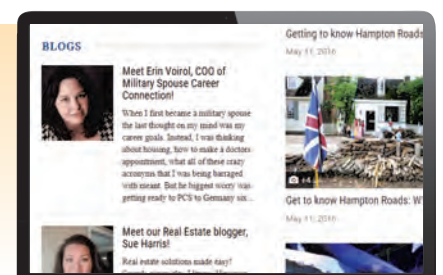 BLOGS
Meet Erin Voirol, COO of
Military Spouse Career
Connection!
When I first became a military spouse
the last thought on my mind was my
career goals. Instead, I was thinking
about housing, how to make a doctors
appointment, what all of these crazy
acronyms that I was being barraged
with meant. But he biggest worry was
getting ready to PCS to Germany six...
Meet our Real Estate blogger,
Sue Harris!
Real estate solutions made easy!
Getting to know Hampton Roads
May 11, 2016
+4
Get to know Hampton Roads: W
May 11, 2016